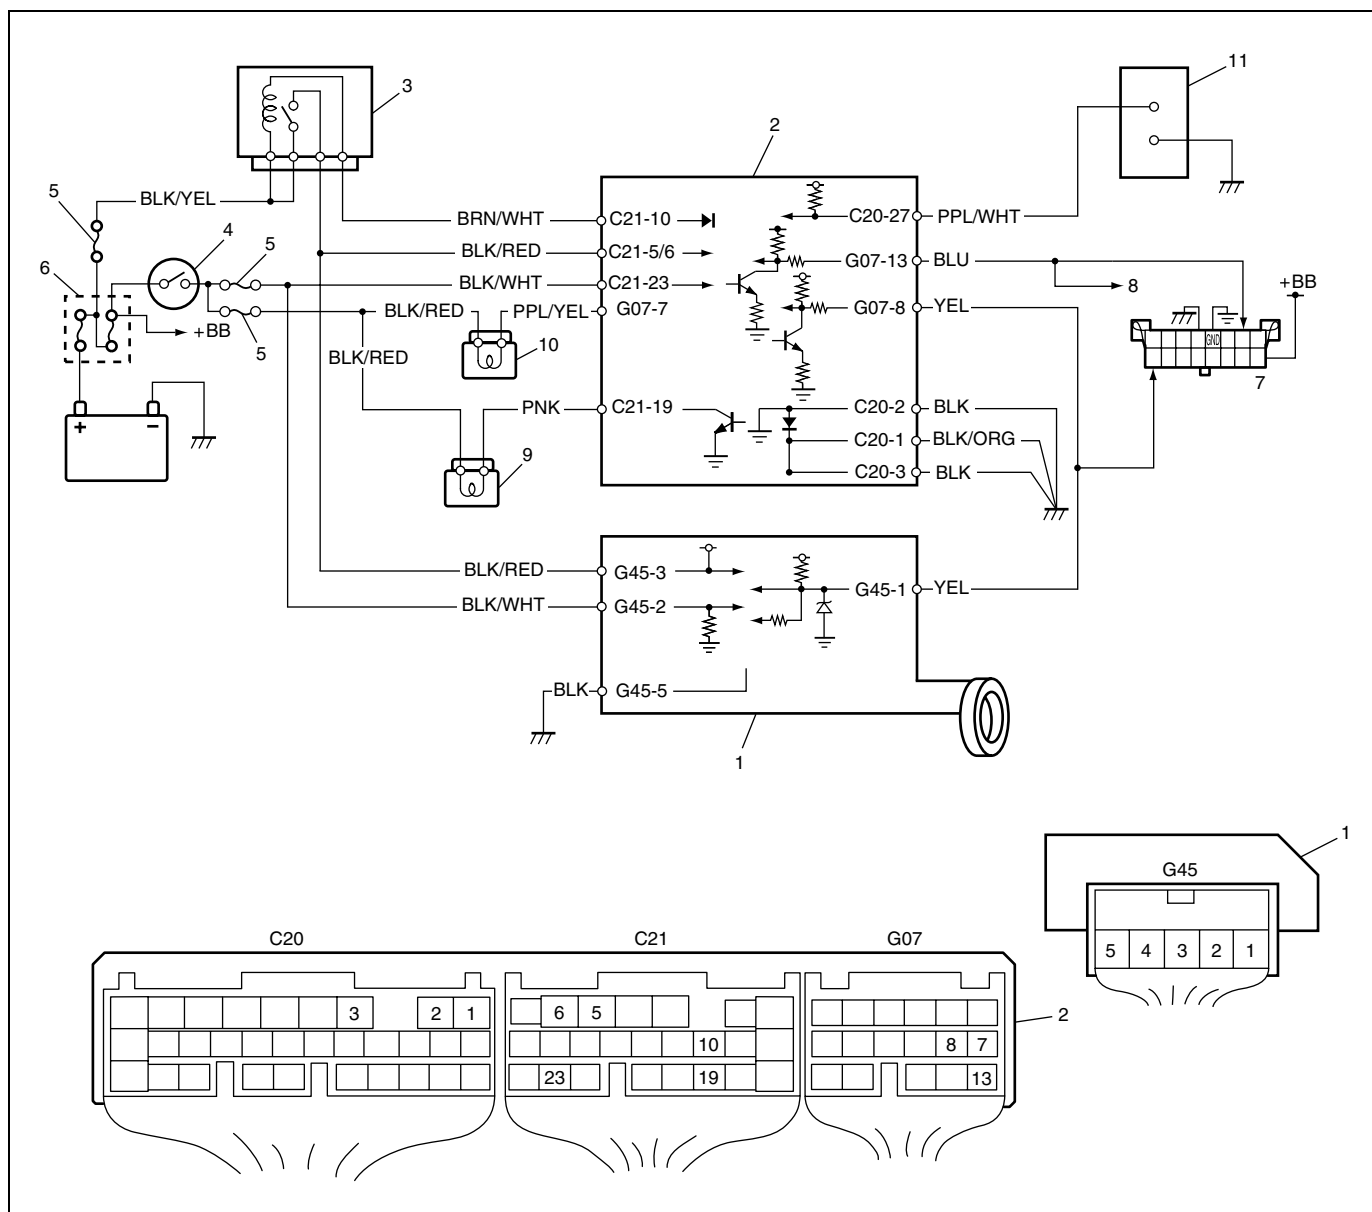 3
11
2
5
BLK/YEL
4
5
6
BRN/WHT
C21-10
C20-27
PPL/WHT
BLK/RED
C21-5/6
G07-13
BLU
BLK/WHT
C21-23
8
+BB
BLK/RED
PPL/YEL
G07-7
G07-8
YEL
+BB
5
10
BLK/RED
GND
7
PNK
C21-19
C20-2
BLK
+
−
C20-1
BLK/ORG
9
C20-3
BLK
BLK/RED
G45-3
G45-1
YEL
BLK/WHT
G45-2
BLK
G45-5
1
1
G45
5 4 3 2 1
C20
C21
G07
3 2 1
6 5
2
10
8 7
23
19
13